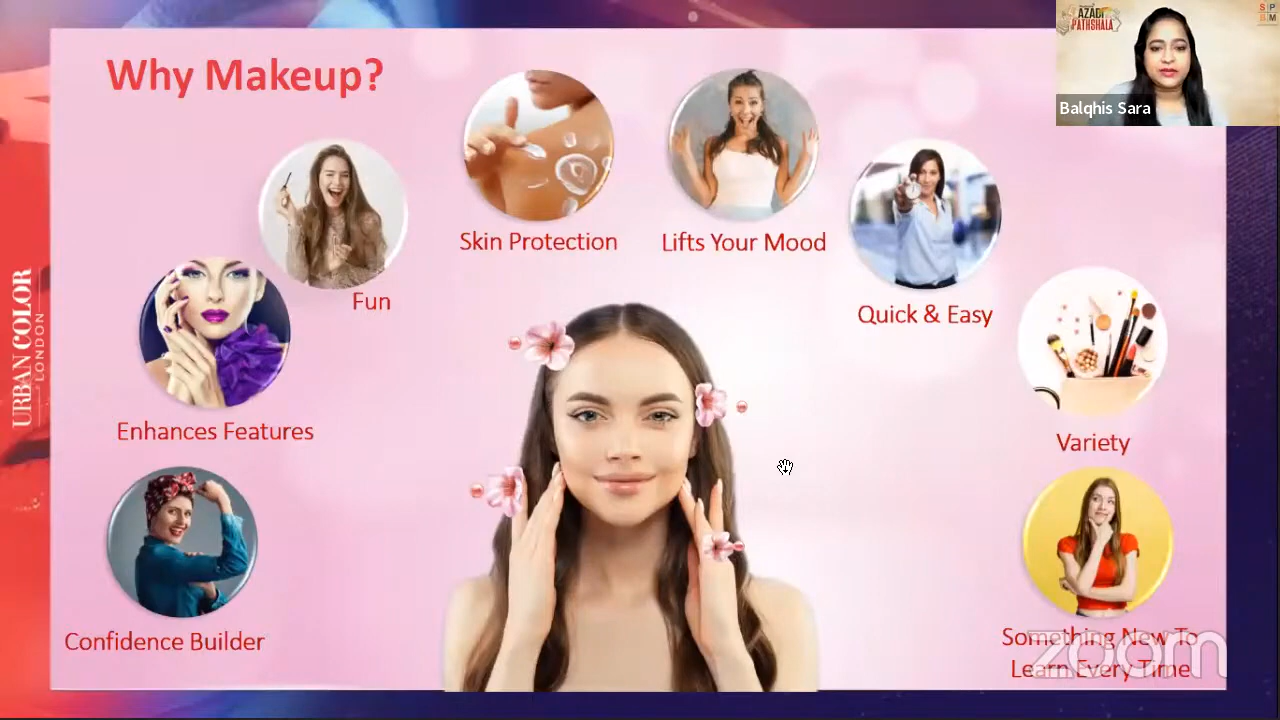 Why Makeup?
AZADI
PATHSHALA
S P
B M
Balqhis Sara
Skin Protection
Lifts Your Mood
Fun
Quick & Easy
Enhances Features
Variety
Confidence Builder
Something New To
Learn Every Time
zoom
URBAN COLOR
LONDON